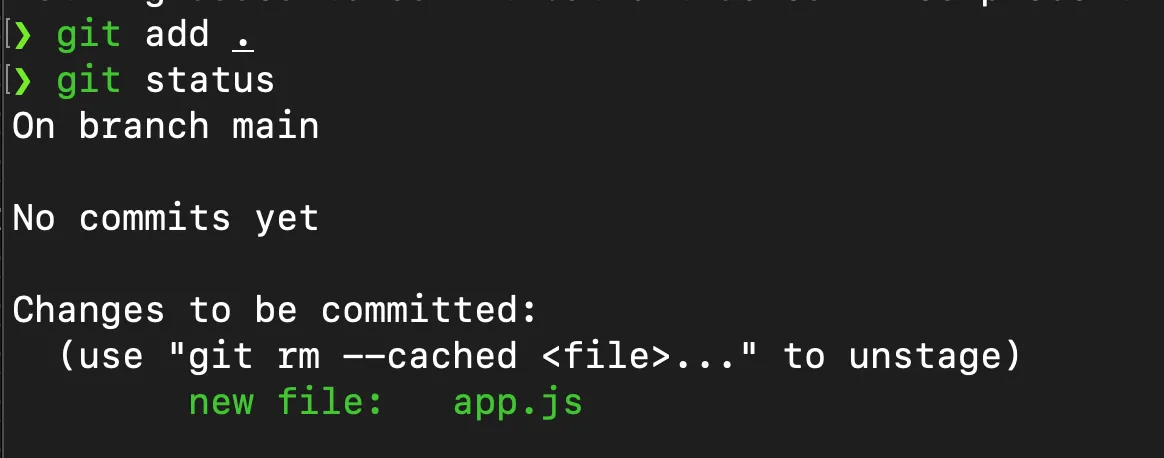 ❯ git add .
❯ git status
On branch main
No commits yet
Changes to be committed:
(use "git rm --cached <file>..." to unstage)
new file: app.js